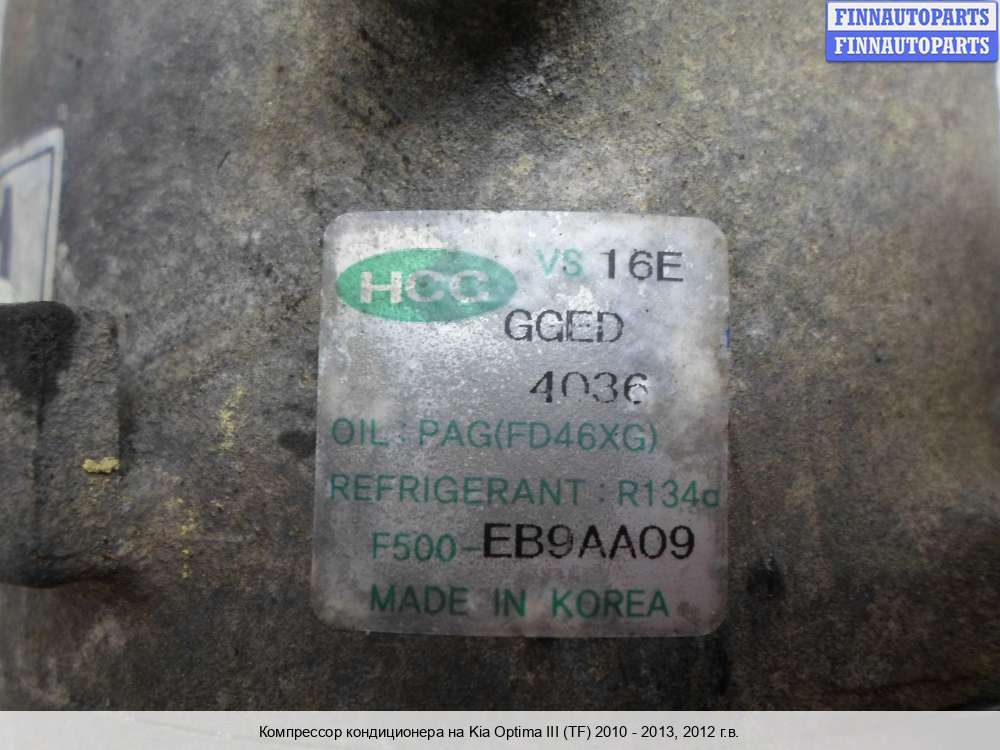 FINNAUTOPARTS
FINNAUTOPARTS
HCC VS 16E
GGED
4036
OIL : PAG(FD46XG)
REFRIGERANT : R134a
F500-EB9AA09
MADE IN KOREA
Компрессор кондиционера на Kia Optima III (TF) 2010 - 2013, 2012 г.в.